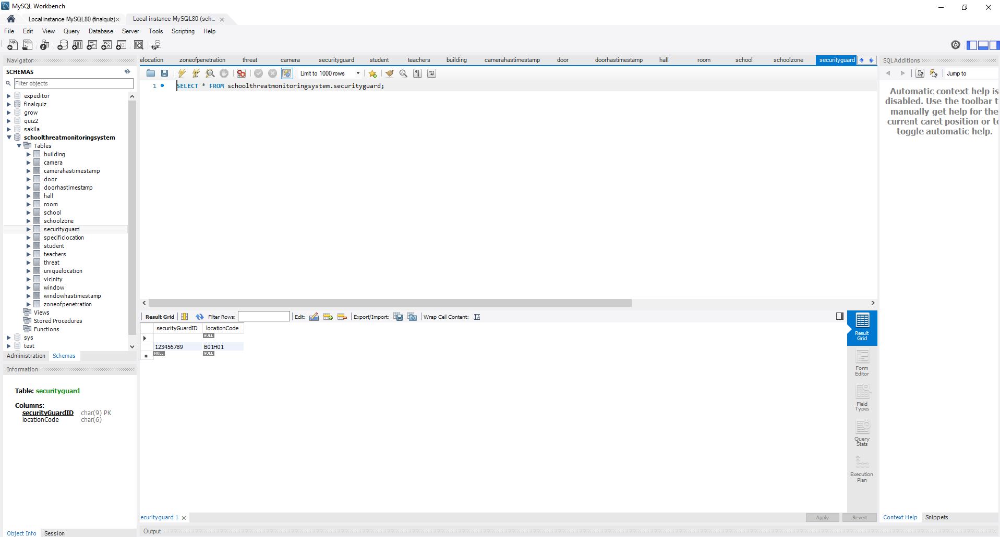 MySQL Workbench
Local instance MySQL80 (finalquiz)
Local instance MySQL80 (sch...
File Edit View Query Database Server Tools Scripting Help
Navigator
SCHEMAS
Filter objects
expeditor
finalquiz
grow
quiz2
sakila
schoolthreatmonitoringsystem
Tables
building
camera
camerahastimestamp
door
doorhastimestamp
hall
room
school
schoolzone
securityguard
specificlocation
student
teachers
threat
uniquelocation
vicinity
window
windowhastimestamp
zoneofpenetration
Views
Stored Procedures
Functions
sys
test
Administration Schemas
Information
Table: securityguard
Columns:
securityGuardID char(9) PK
locationCode char(6)
Object Info Session
elocation zoneofpenetration threat camera securityguard student teachers building camerahastimestamp door doorhastimestamp hall room school schoolzone securityguard
Limit to 1000 rows
1 SELECT * FROM schoolthreatmonitoringsystem.securityguard;
Result Grid Filter Rows: Edit: Export/Import: Wrap Cell Content:
securityGuardID locationCode
NULL
123456789 B01H01
NULL NULL
Result
Grid
Form
Editor
Field
Types
Query
Stats
Execution
Plan
ecurityguard 1
Apply Revert
Output
SQLAdditions
Jump to
Automatic context help is
disabled. Use the toolbar t
manually get help for the
current caret position or to
toggle automatic help.
Context Help Snippets